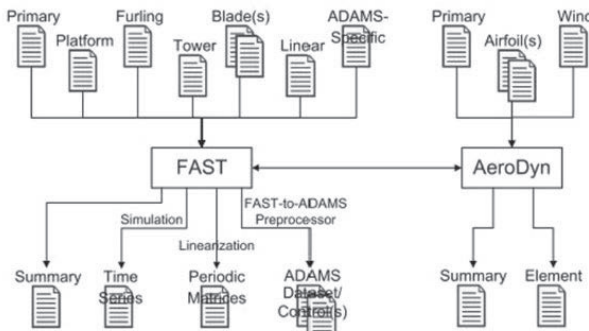 Primary
Furling
Blade(s)
ADAMS-
Specific
Primary
Wind
Platform
Tower
Linear
Airfoil(s)
FAST
AeroDyn
Simulation
FAST-to-ADAMS
Preprocessor
Linearization
Summary
Time
Series
Periodic
Matrices
ADAMS
Dataset/
Control(s)
Summary
Element